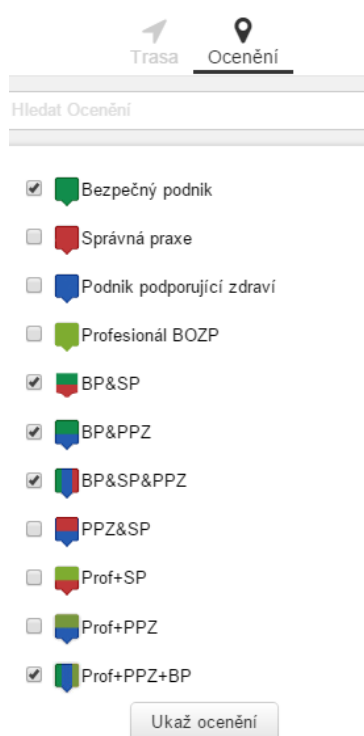 Trasa Ocenění
Hledat Ocenění
Bezpečný podnik
Správná praxe
Podnik podporující zdraví
Profesionál BOZP
BP&SP
BP&PPZ
BP&SP&PPZ
PPZ&SP
Prof+SP
Prof+PPZ
Prof+PPZ+BP
Ukaž ocenění